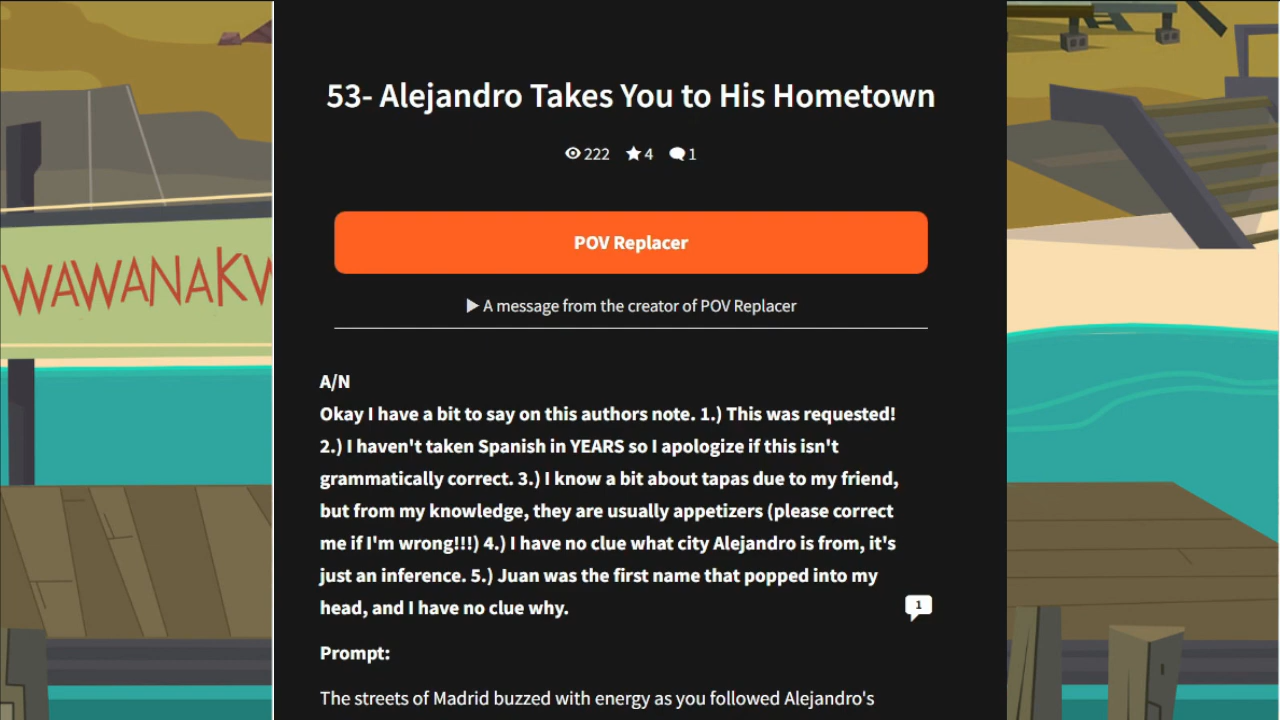 53- Alejandro Takes You to His Hometown
222 4 1
POV Replacer
A message from the creator of POV Replacer
WAWANAKW
A/N
Okay I have a bit to say on this authors note. 1.) This was requested!
2.) I haven't taken Spanish in YEARS so I apologize if this isn't
grammatically correct. 3.) I know a bit about tapas due to my friend,
but from my knowledge, they are usually appetizers (please correct
me if I'm wrong!!!) 4.) I have no clue what city Alejandro is from, it's
just an inference. 5.) Juan was the first name that popped into my
head, and I have no clue why.
1
Prompt:
The streets of Madrid buzzed with energy as you followed Alejandro's